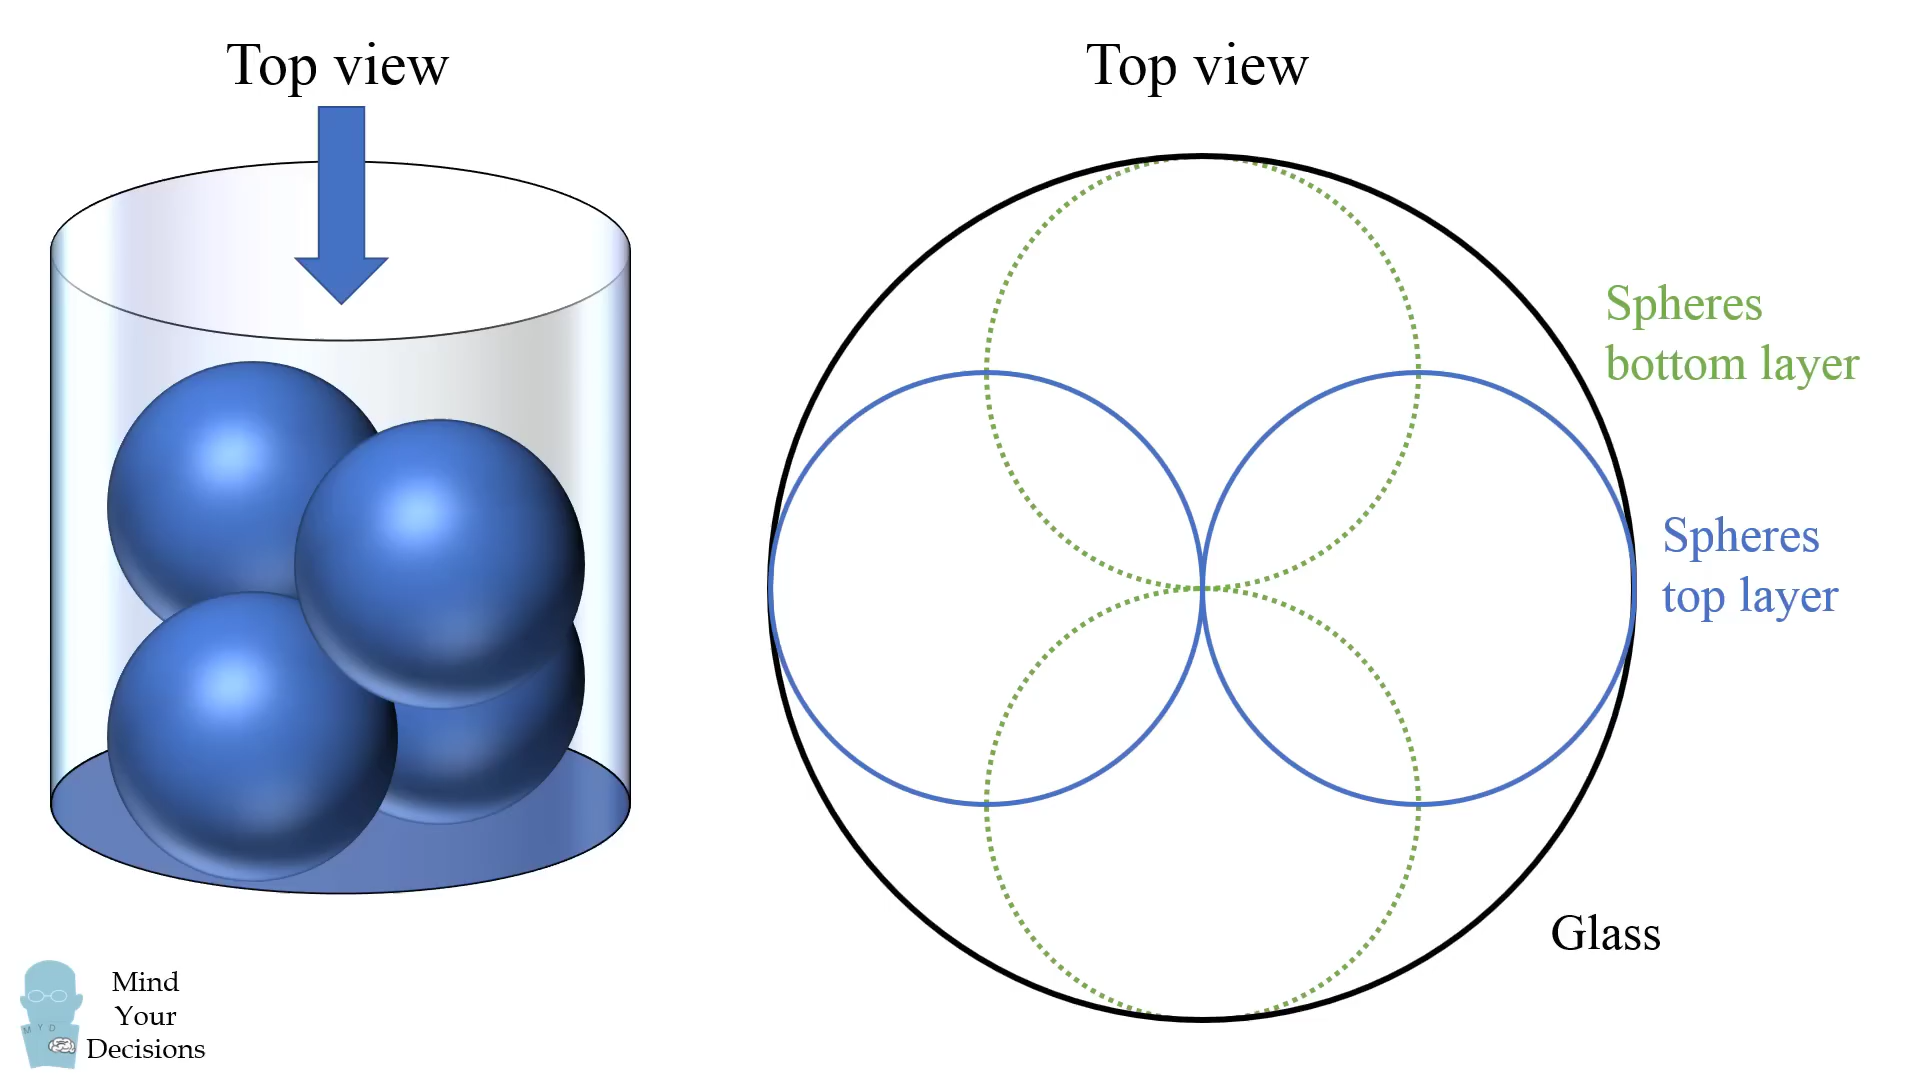 Top view
Top view
Spheres
bottom layer
Spheres
top layer
Glass
Mind
Your
Decisions
M Y D